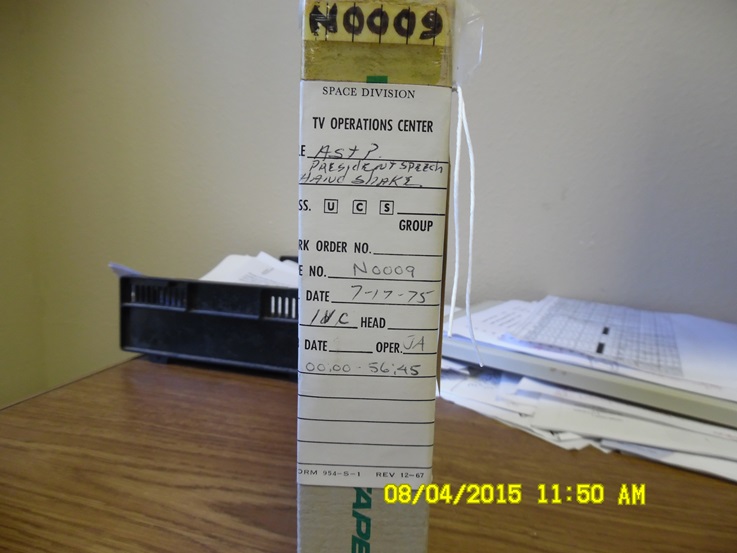 N0009
SPACE DIVISION
TV OPERATIONS CENTER
E ASTP.
PRESIDENT SPEECH
HAND SHAKE.
SS. U C S
GROUP
RK ORDER NO.
E NO. N0009
DATE 7-17-75
HEAD
DATE OPER. JA
00:00 - 56:45
ORM 954-S-1 REV 12-67
APE
08/04/2015 11:50 AM